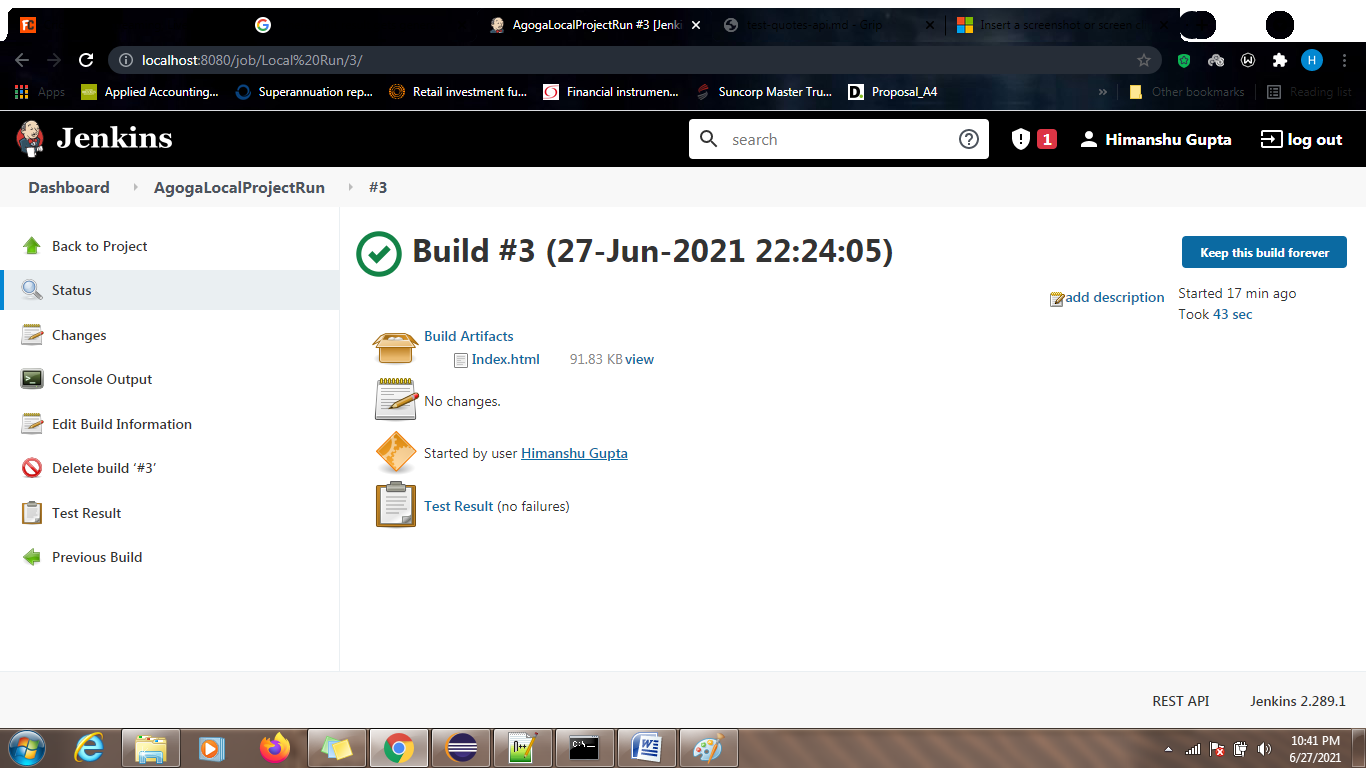 AgogaLocalProjectRun #3 [Jenki
test-quotes-api.md - Grip
Insert a screenshot or screen
localhost:8080/job/Local%20Run/3/
H
Apps
Applied Accounting...
Superannuation rep...
Retail investment fu...
Financial instrumen...
Suncorp Master Tru...
Proposal_A4
»
Other bookmarks
Reading list
Jenkins
search
1
Himanshu Gupta
log out
Dashboard
AgogaLocalProjectRun
#3
Back to Project
Status
Changes
Console Output
Edit Build Information
Delete build ‘#3’
Test Result
Previous Build
Build #3 (27-Jun-2021 22:24:05)
Keep this build forever
add description
Started 17 min ago
Took 43 sec
Build Artifacts
Index.html 91.83 KB view
No changes.
Started by user Himanshu Gupta
Test Result (no failures)
REST API
Jenkins 2.289.1
10:41 PM
6/27/2021